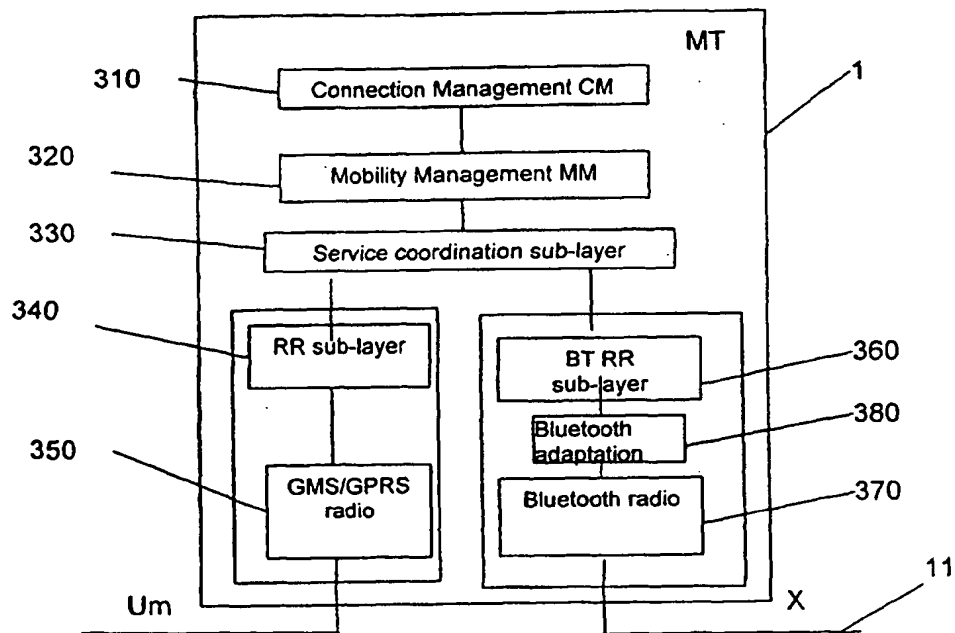 MT
310
Connection Management CM
1
320
Mobility Management MM
330
Service coordination sub-layer
340
RR sub-layer
BT RR
sub-layer
360
Bluetooth
adaptation
380
350
GMS/GPRS
radio
Bluetooth radio
370
Um
X
11